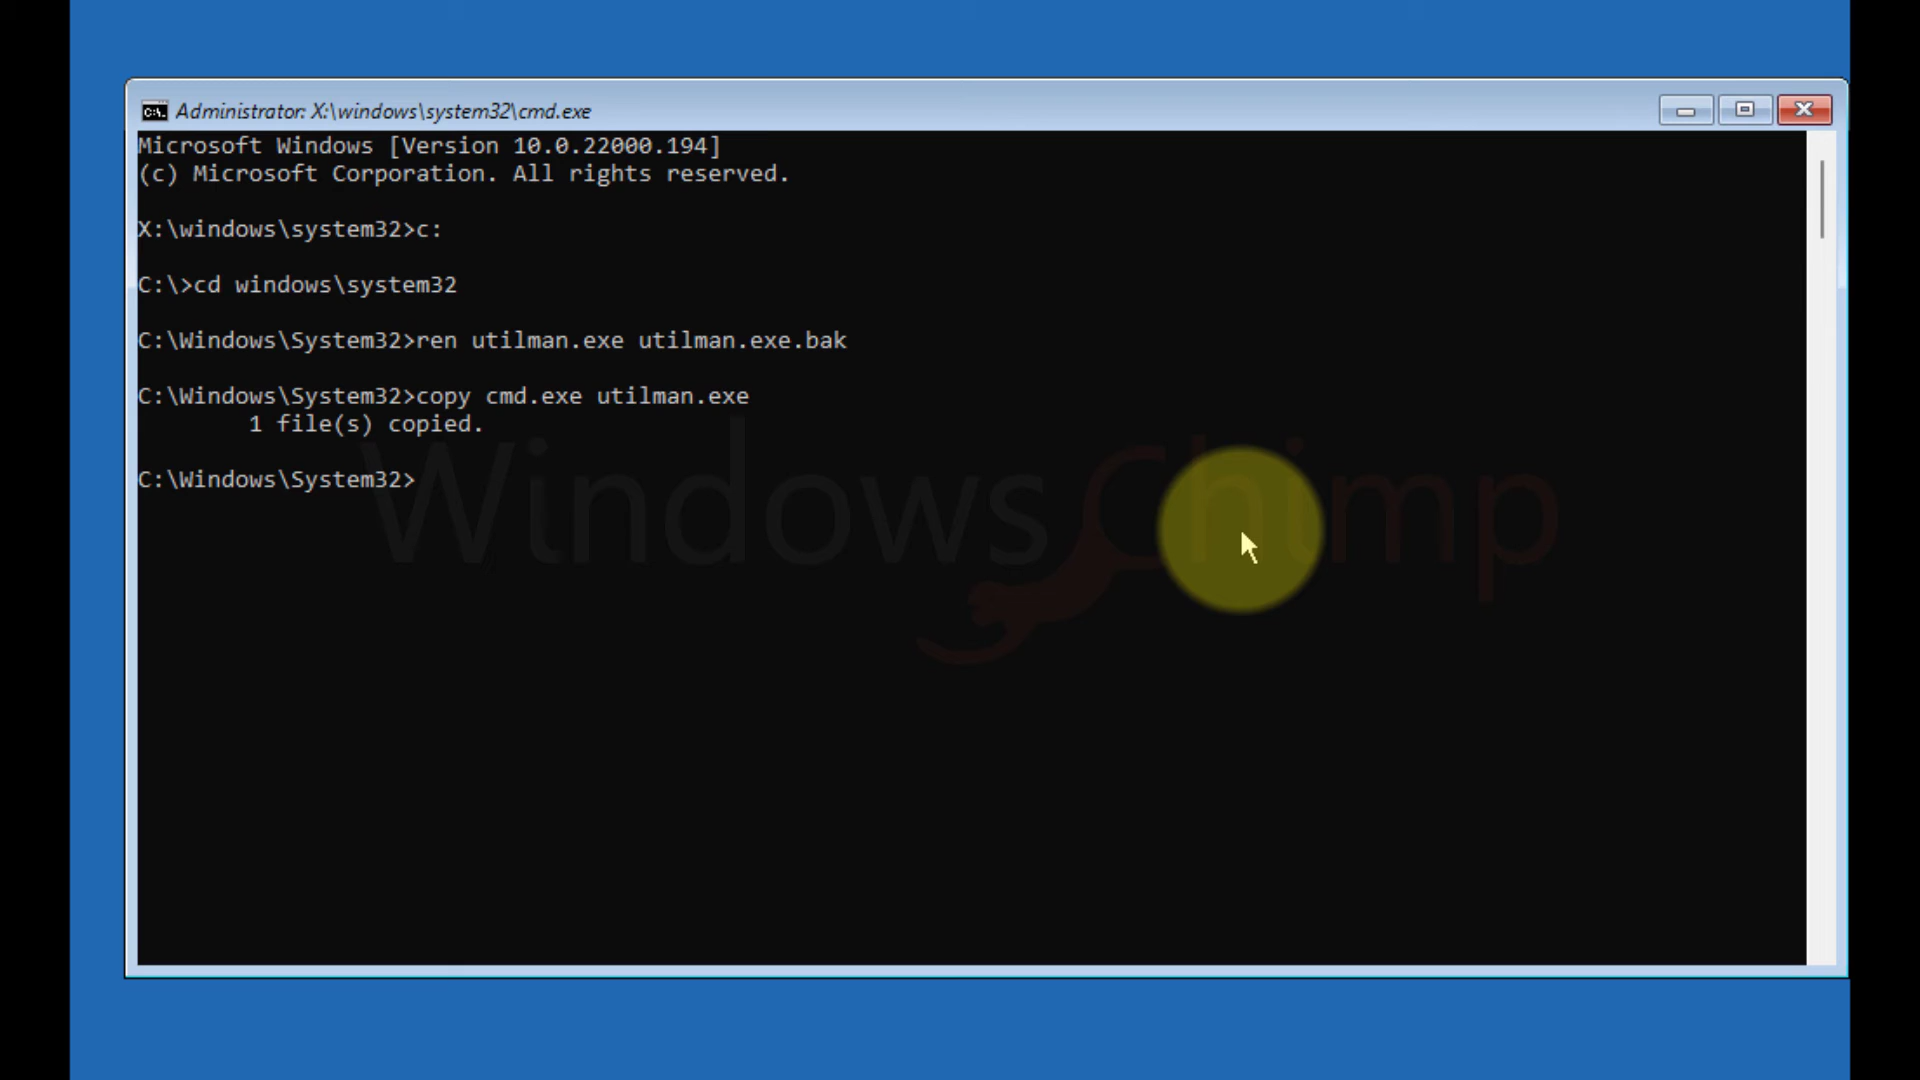 Administrator: X:\windows\system32\cmd.exe
Microsoft Windows [Version 10.0.22000.194]
(c) Microsoft Corporation. All rights reserved.
X:\windows\system32>c:
C:\>cd windows\system32
C:\Windows\System32>ren utilman.exe utilman.exe.bak
C:\Windows\System32>copy cmd.exe utilman.exe
1 file(s) copied.
C:\Windows\System32>
WindowsChimp